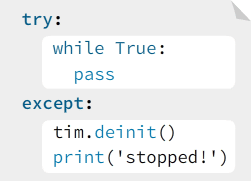 try:
while True:
pass
except:
tim.deinit()
print('stopped!')